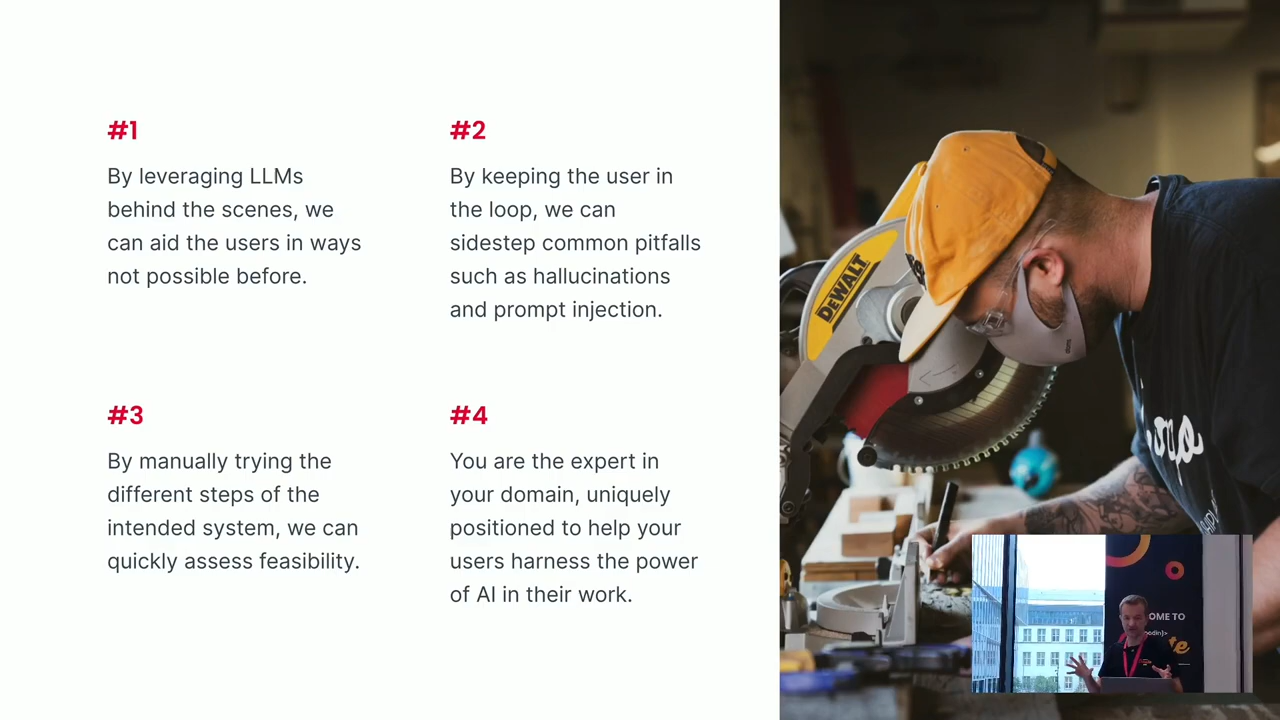 #1
By leveraging LLMs
behind the scenes, we
can aid the users in ways
not possible before.
#2
By keeping the user in
the loop, we can
sidestep common pitfalls
such as hallucinations
and prompt injection.
#3
By manually trying the
different steps of the
intended system, we can
quickly assess feasibility.
#4
You are the expert in
your domain, uniquely
positioned to help your
users harness the power
of AI in their work.
DEWALT
OME TO